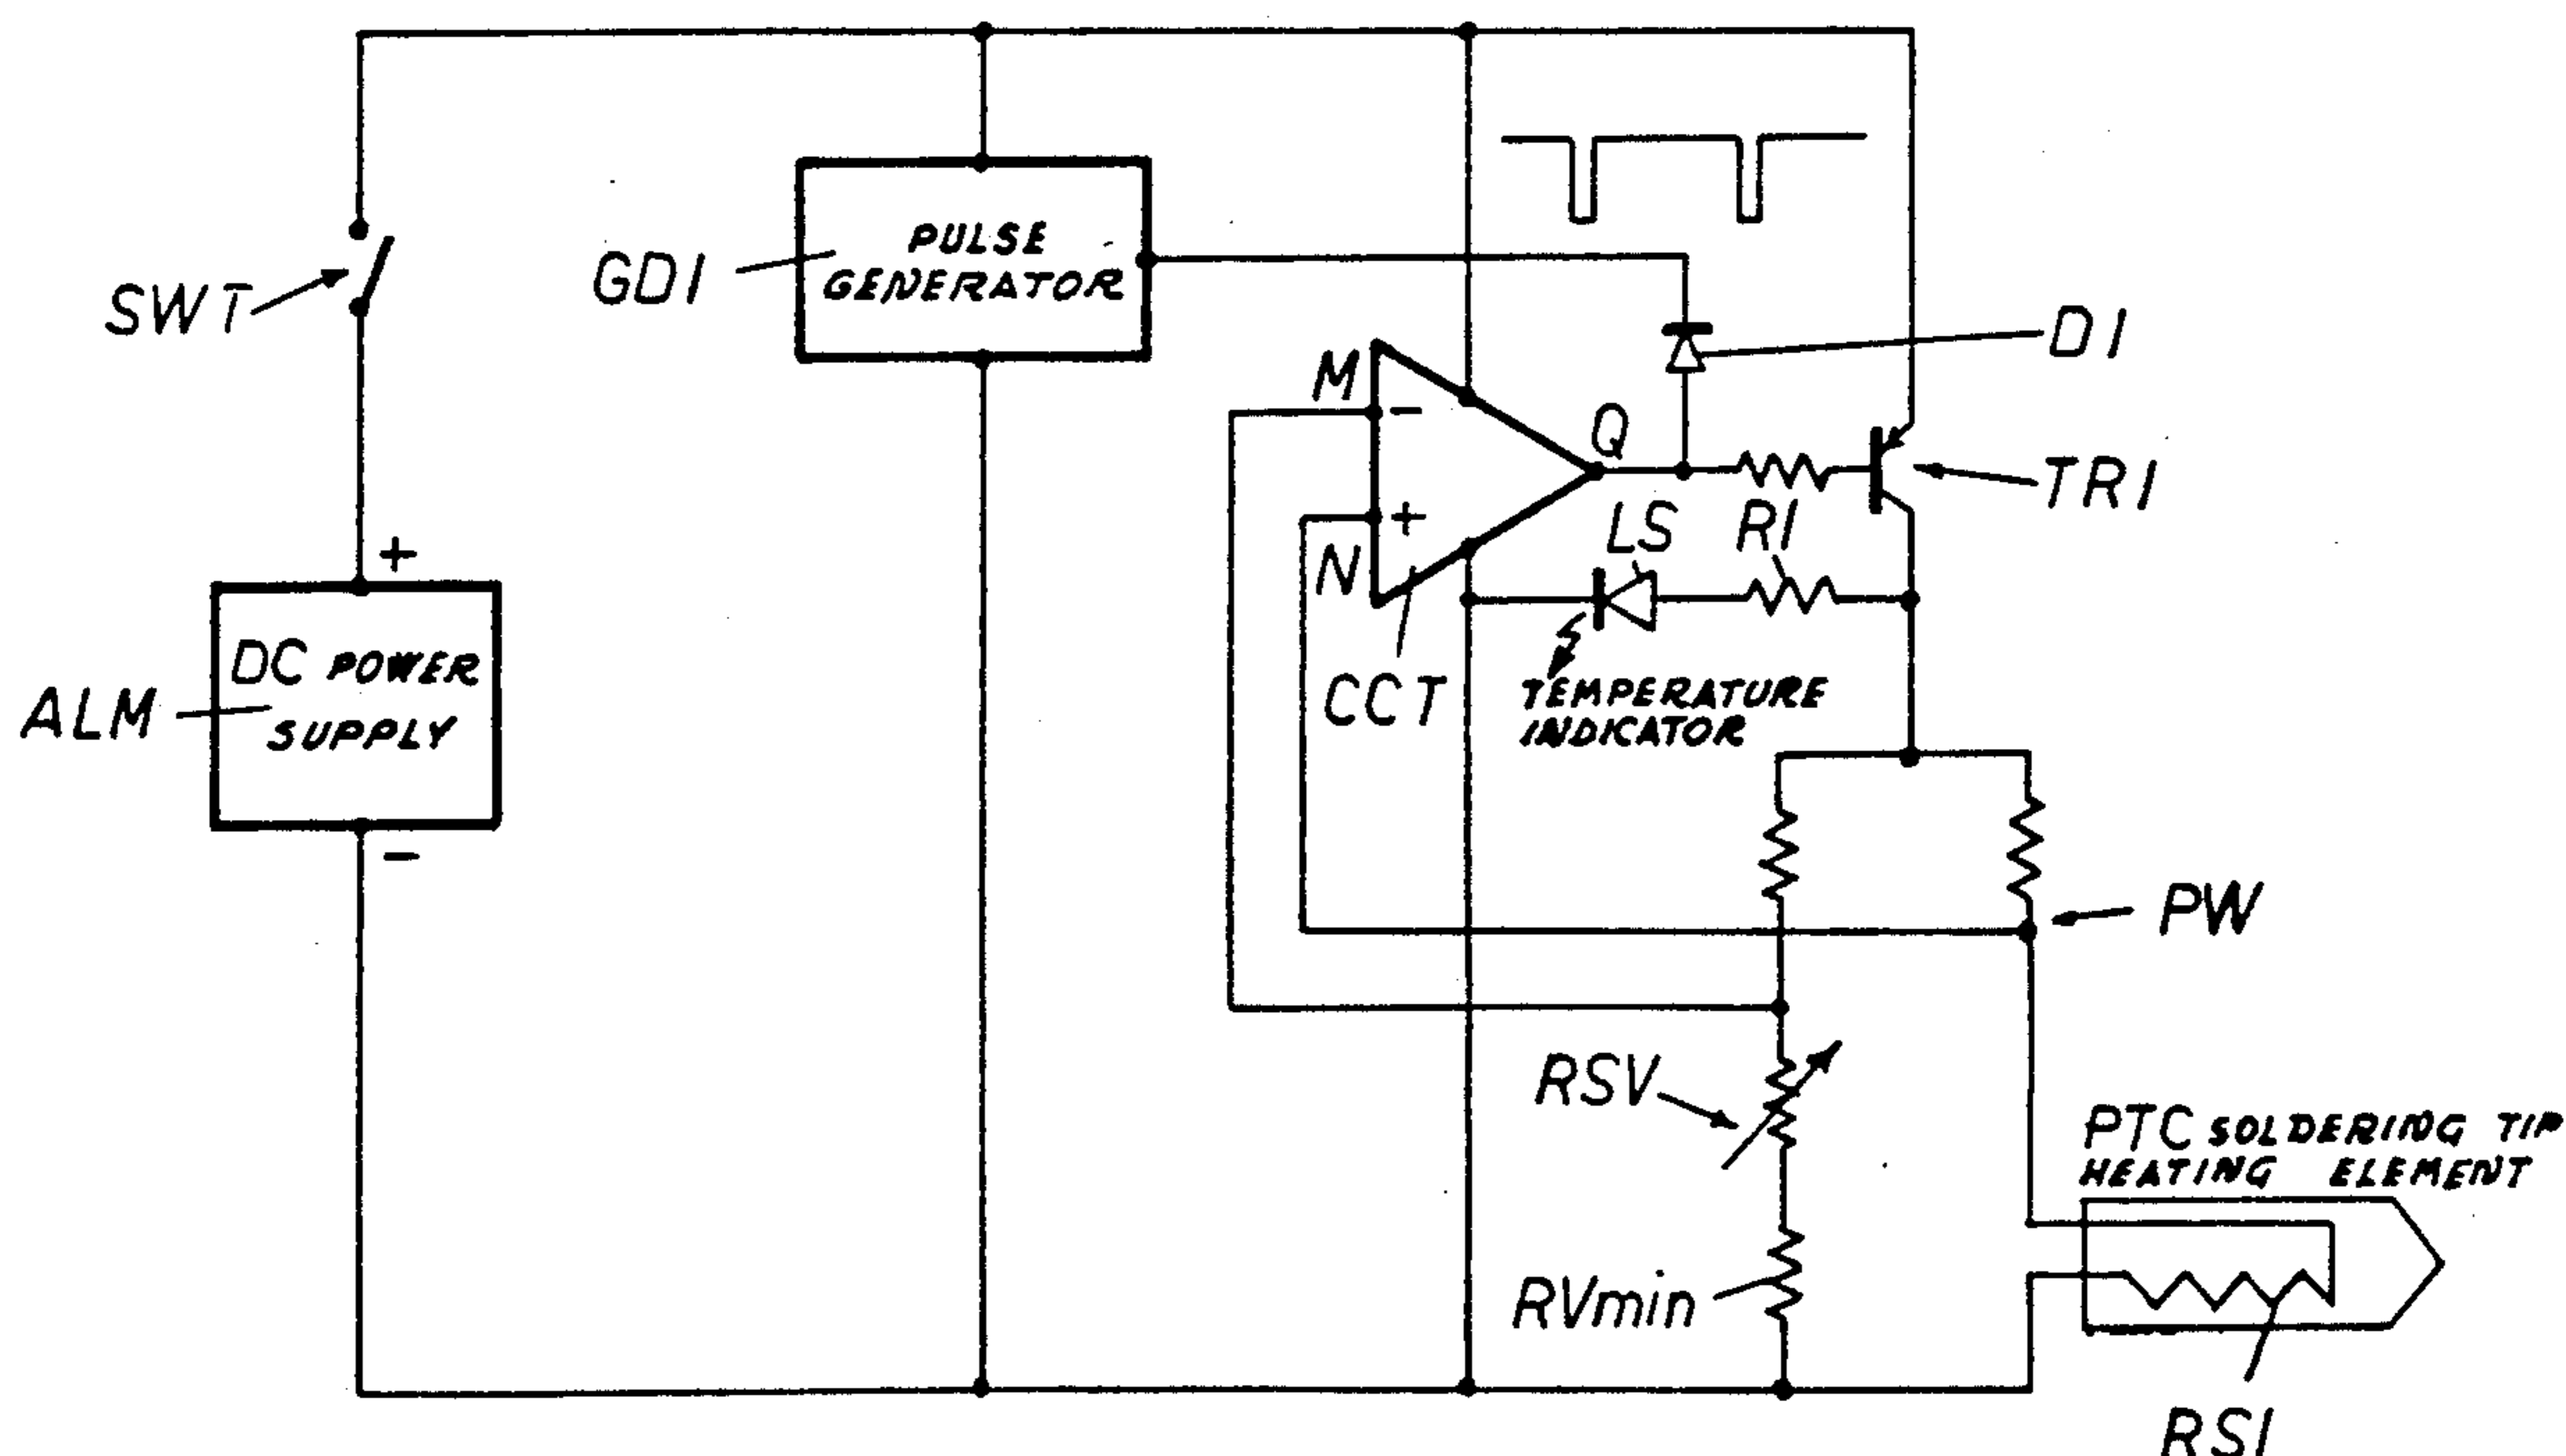 SWT
GD1
PULSE
GENERATOR
D1
M
-
Q
TR1
+
N
LS
R1
+
DC POWER
SUPPLY
ALM
-
CCT
TEMPERATURE
INDICATOR
PW
RSV
PTC SOLDERING TIP
HEATING ELEMENT
RVmin
RS1